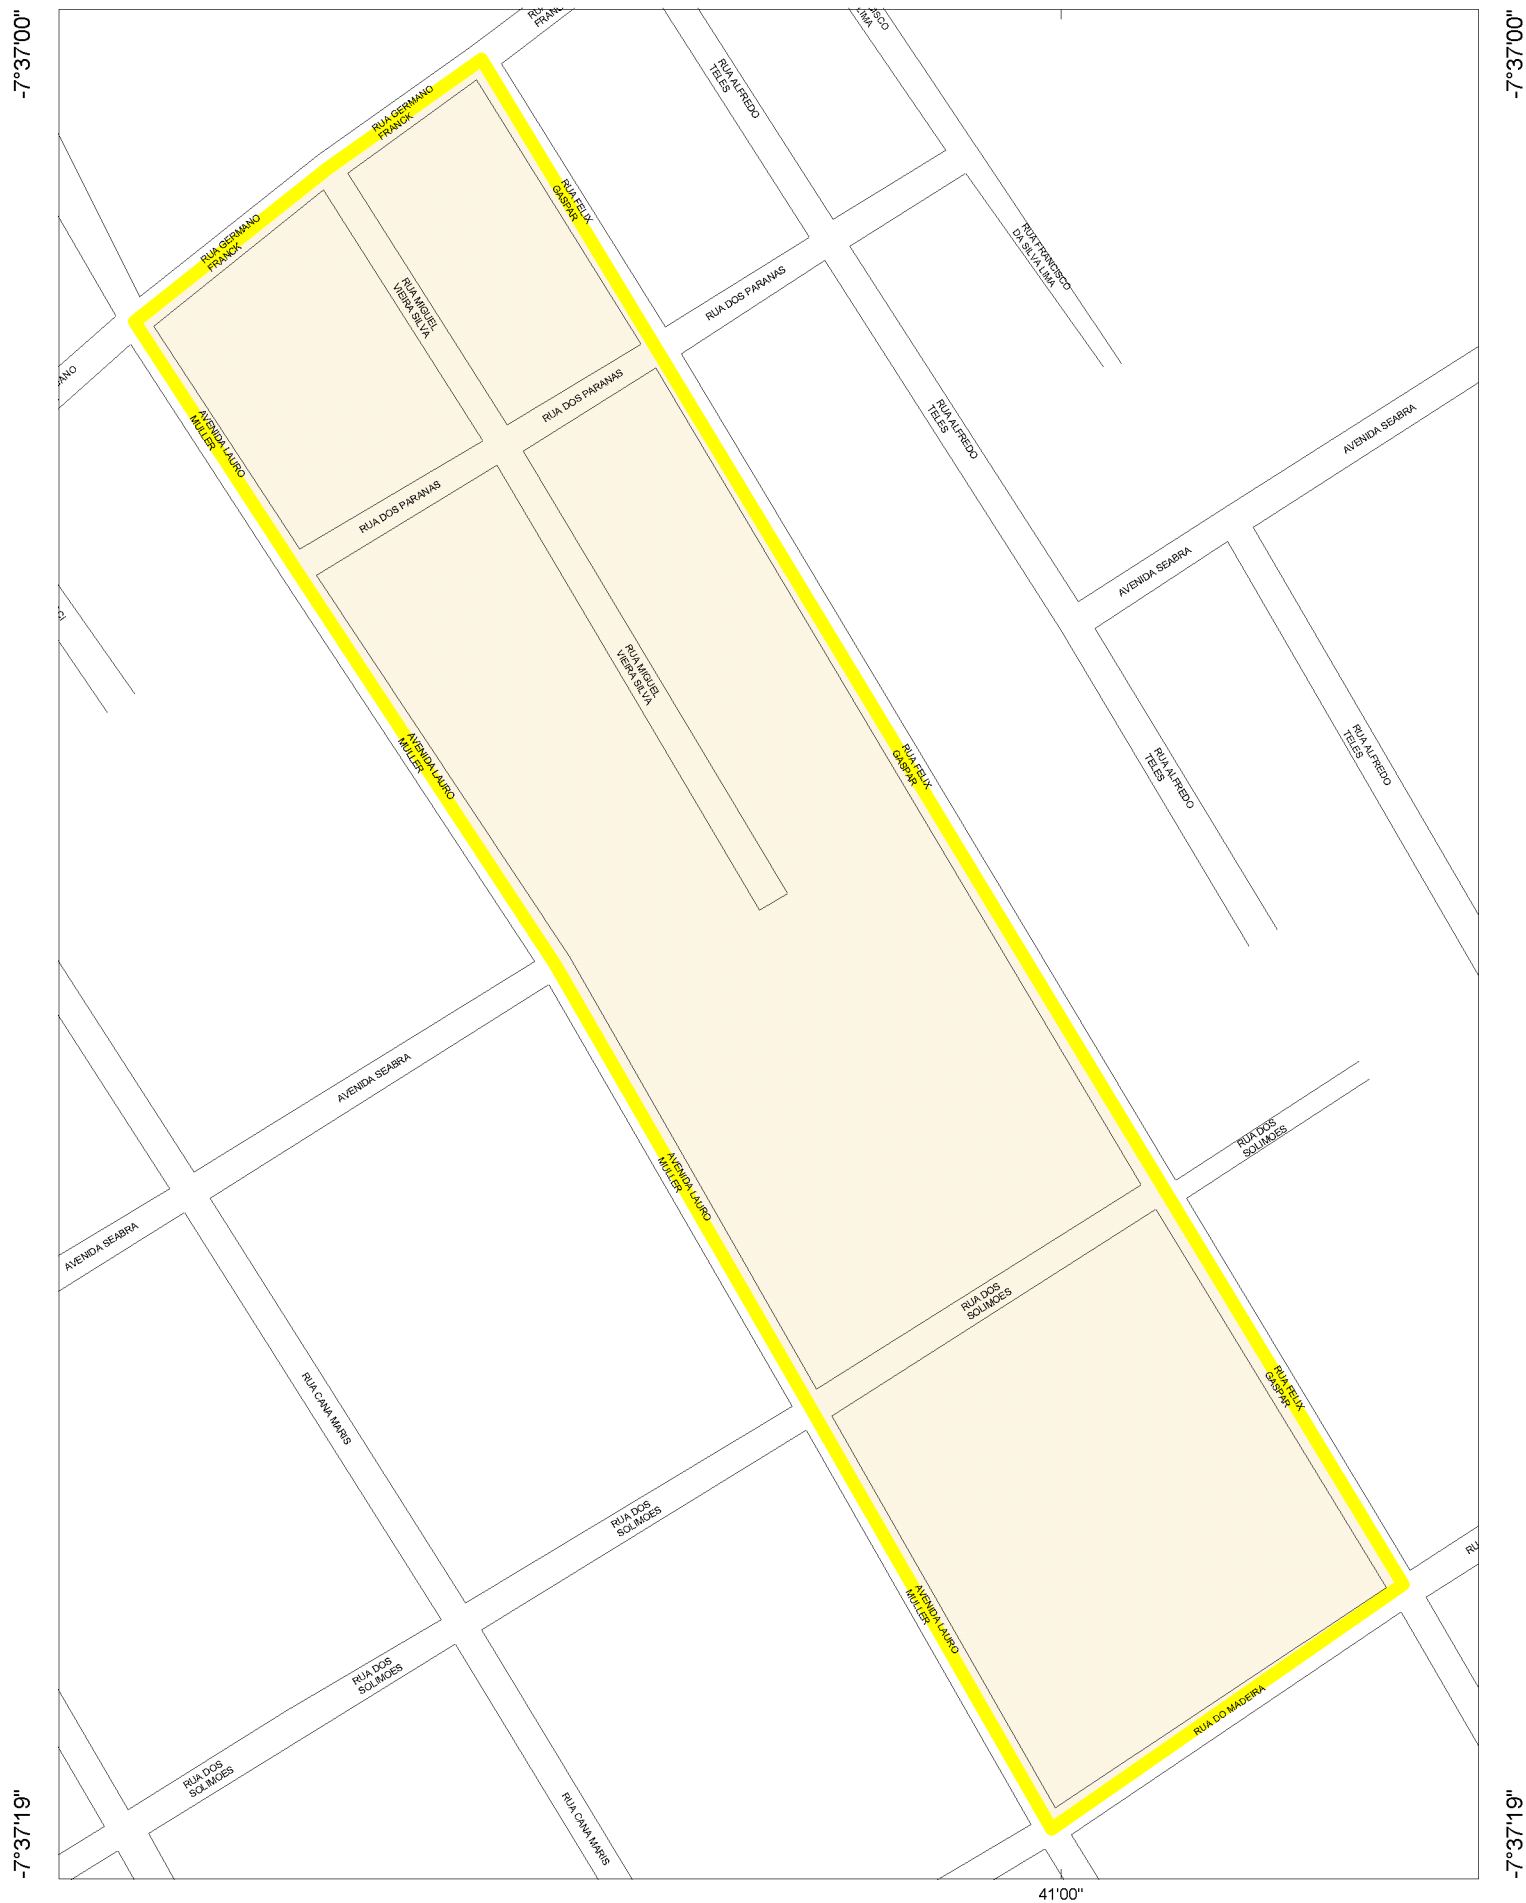 -7°37'00"
-7°37'00"
FRANC
LIMA
RUA ALFREDO
TELES
RUA GERMANO
FRANCK
RUA FELIX
GASPAR
RUA GERMANO
FRANCK
RUA FRANCISCO
DA SILVA LIMA
RUA MIGUEL
VIEIRA SILVA
RUA DOS PARANAS
RUA DOS PARANAS
AVENIDA LAURO
MULLER
RUA ALFREDO
TELES
AVENIDA SEABRA
RUA DOS PARANAS
AVENIDA SEABRA
RUA MIGUEL
VIEIRA SILVA
AVENIDA LAURO
MULLER
RUA FELIX
GASPAR
RUA ALFREDO
TELES
RUA ALFREDO
TELES
AVENIDA SEABRA
RUA DOS
SOLIMOES
AVENIDA LAURO
MULLER
AVENIDA SEABRA
RUA DOS
SOLIMOES
RUA FELIX
GASPAR
RUA CANA MARIS
RUA DOS
SOLIMOES
RU
AVENIDA LAURO
MULLER
RUA DOS
SOLIMOES
RUA DO MADEIRA
RUA DOS
SOLIMOES
RUA CANA MARIS
-7°37'19"
-7°37'19"
41'00"